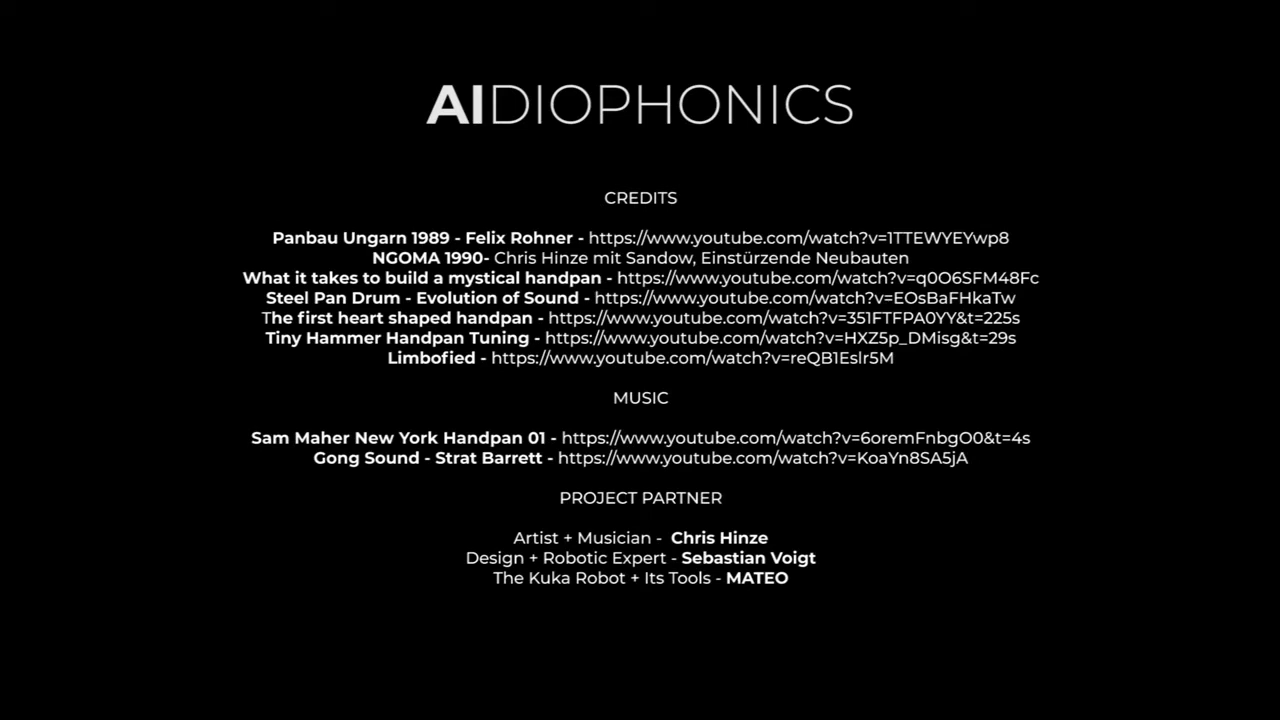 AIDIOPHONICS
CREDITS
Panbau Ungarn 1989 - Felix Rohner - https://www.youtube.com/watch?v=1TTEWYEYwp8
NGOMA 1990- Chris Hinze mit Sandow, Einstürzende Neubauten
What it takes to build a mystical handpan - https://www.youtube.com/watch?v=q0O6SFM48Fc
Steel Pan Drum - Evolution of Sound - https://www.youtube.com/watch?v=EOsBaFHkaTw
The first heart shaped handpan - https://www.youtube.com/watch?v=351FTFPA0YY&t=225s
Tiny Hammer Handpan Tuning - https://www.youtube.com/watch?v=HXZ5p_DMisg&t=29s
Limbofied - https://www.youtube.com/watch?v=reQB1Eslr5M
MUSIC
Sam Maher New York Handpan 01 - https://www.youtube.com/watch?v=6oremFnbgO0&t=4s
Gong Sound - Strat Barrett - https://www.youtube.com/watch?v=KoaYn8SA5jA
PROJECT PARTNER
Artist + Musician - Chris Hinze
Design + Robotic Expert - Sebastian Voigt
The Kuka Robot + Its Tools - MATEO